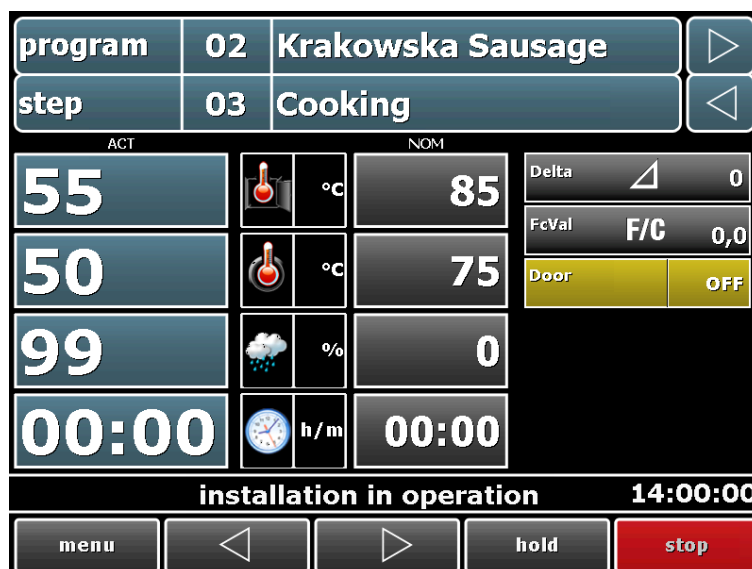 program 02 Krakowska Sausage
step 03 Cooking
ACT NOM
55 °C 85 Delta 0
FcVal F/C 0,0
50 °C 75 Door OFF
99 % 0
00:00 h/m 00:00
installation in operation 14:00:00
menu hold stop